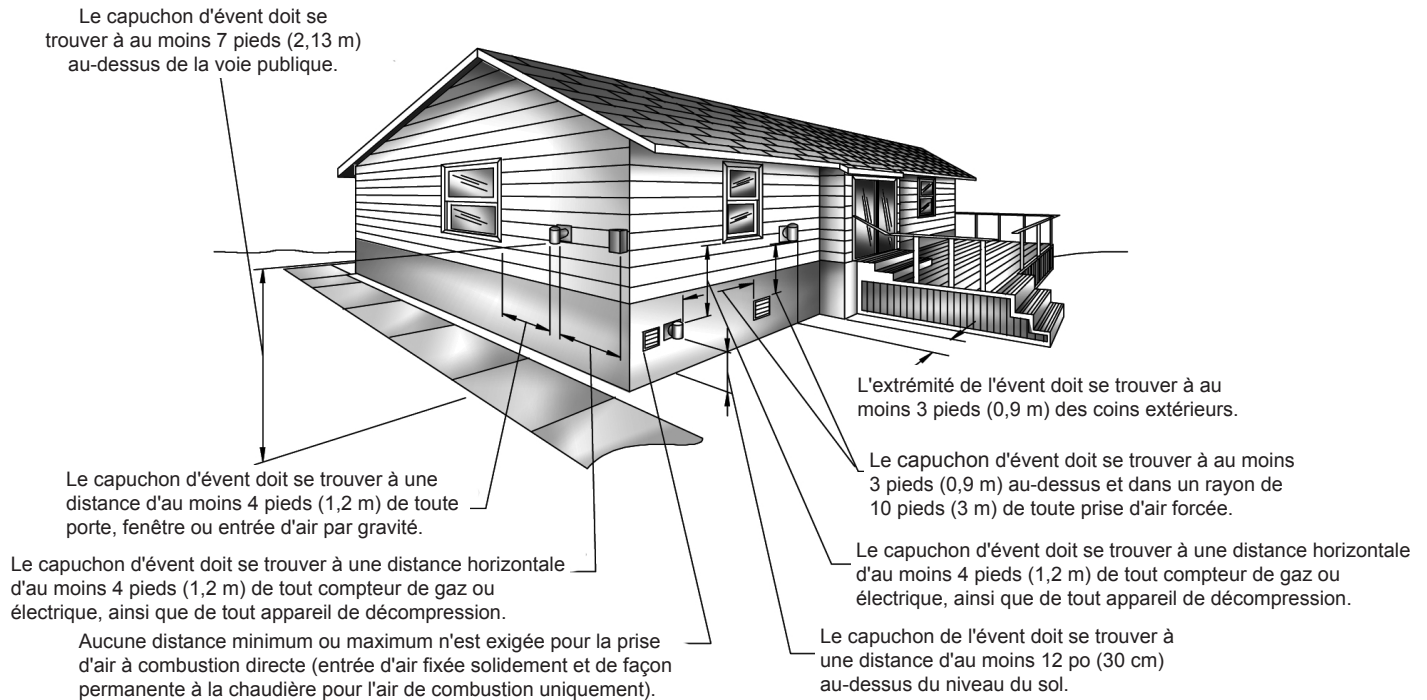 Le capuchon d'évent doit se
trouver à au moins 7 pieds (2,13 m)
au-dessus de la voie publique.
L'extrémité de l'évent doit se trouver à au
moins 3 pieds (0,9 m) des coins extérieurs.
Le capuchon d'évent doit se trouver à au moins
3 pieds (0,9 m) au-dessus et dans un rayon de
10 pieds (3 m) de toute prise d'air forcée.
Le capuchon d'évent doit se trouver à une
distance d'au moins 4 pieds (1,2 m) de toute
porte, fenêtre ou entrée d'air par gravité.
Le capuchon d'évent doit se trouver à une distance horizontale
d'au moins 4 pieds (1,2 m) de tout compteur de gaz ou
électrique, ainsi que de tout appareil de décompression.
Le capuchon d'évent doit se trouver à une distance horizontale
d'au moins 4 pieds (1,2 m) de tout compteur de gaz ou
électrique, ainsi que de tout appareil de décompression.
Aucune distance minimum ou maximum n'est exigée pour la prise
d'air à combustion directe (entrée d'air fixée solidement et de façon
permanente à la chaudière pour l'air de combustion uniquement).
Le capuchon de l'évent doit se trouver à
une distance d'au moins 12 po (30 cm)
au-dessus du niveau du sol.